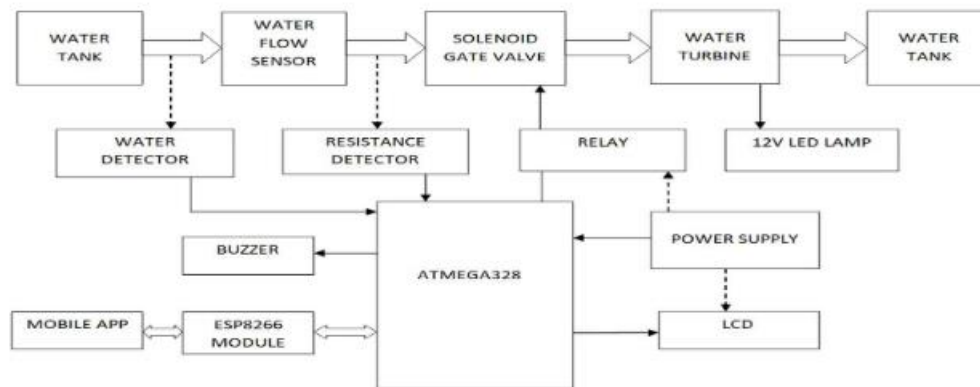 WATER
TANK
WATER
FLOW
SENSOR
SOLENOID
GATE VALVE
WATER
TURBINE
WATER
TANK
WATER
DETECTOR
RESISTANCE
DETECTOR
RELAY
12V LED LAMP
BUZZER
ATMEGA328
POWER SUPPLY
MOBILE APP
ESP8266
MODULE
LCD